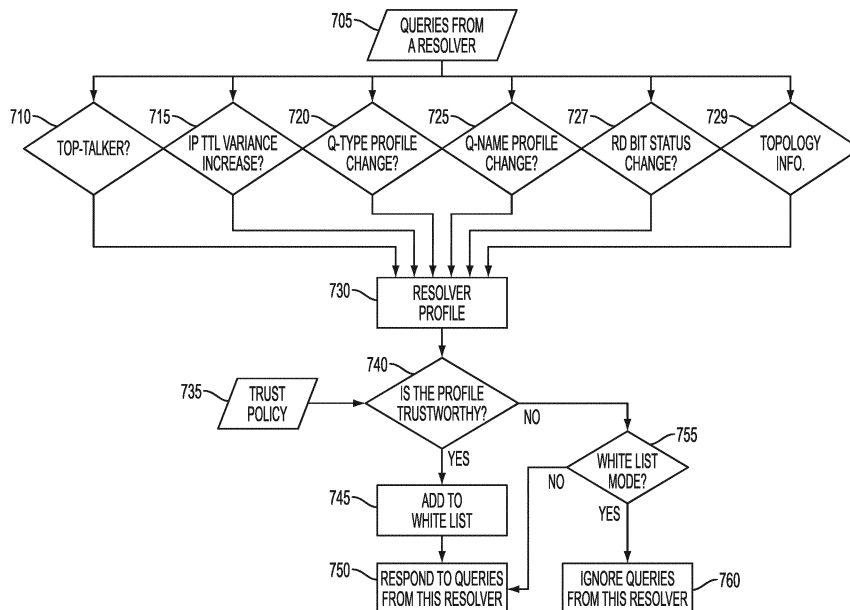 705
QUERIES FROM
A RESOLVER
710
TOP-TALKER?
715
IP TTL VARIANCE
INCREASE?
720
Q-TYPE PROFILE
CHANGE?
725
Q-NAME PROFILE
CHANGE?
727
RD BIT STATUS
CHANGE?
729
TOPOLOGY
INFO.
730
RESOLVER
PROFILE
735
TRUST
POLICY
740
IS THE PROFILE
TRUSTWORTHY?
NO
YES
755
WHITE LIST
MODE?
NO
YES
745
ADD TO
WHITE LIST
750
RESPOND TO QUERIES
FROM THIS RESOLVER
IGNORE QUERIES
FROM THIS RESOLVER
760